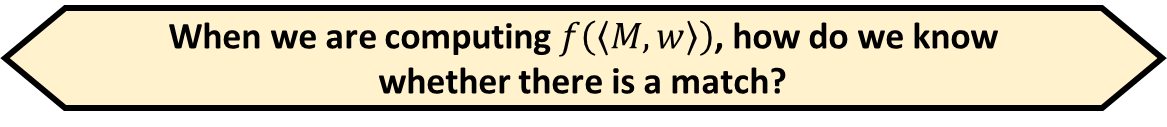 When we are computing 𝑓(⟨𝑀, 𝑤⟩), how do we know
whether there is a match?